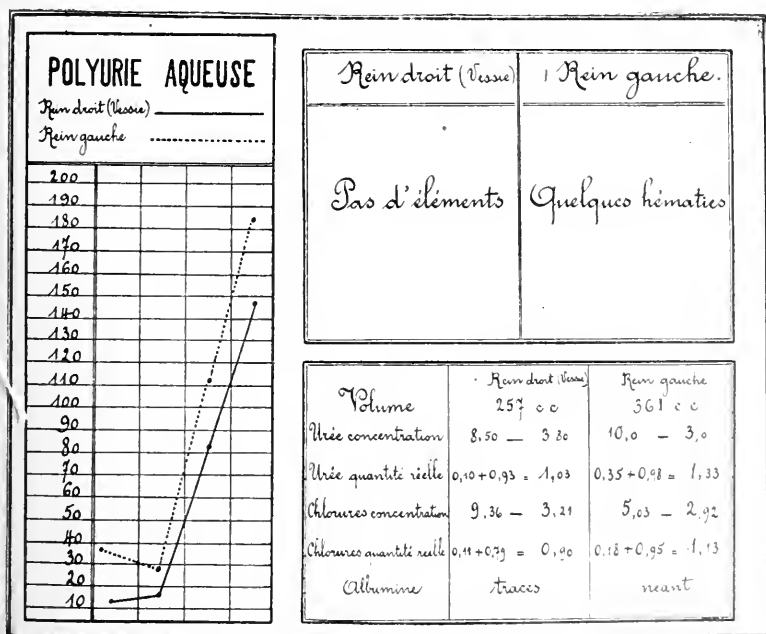 POLYURIE AQUEUSE
Rein droit (Vessie)
Rein gauche
200
190
180
170
160
150
140
130
120
110
100
90
80
70
60
50
40
30
20
10
Rein droit (Vessie) Rein gauche.
Pas d'éléments Quelques hématies
Rein droit (Vessie) Rein gauche
Volume 257 c c 361 c c
Urée concentration 8,50 — 3 80 10,0 — 3,0
Urée quantité réelle 0,10 + 0,93 = 1,03 0,35 + 0,98 = 1,33
Chlorures concentration 9,36 — 3,21 5,03 — 2,92
Chlorures quantité réelle 0,11 + 0,79 = 0,90 0,18 + 0,95 = 1,13
Albumine traces neant